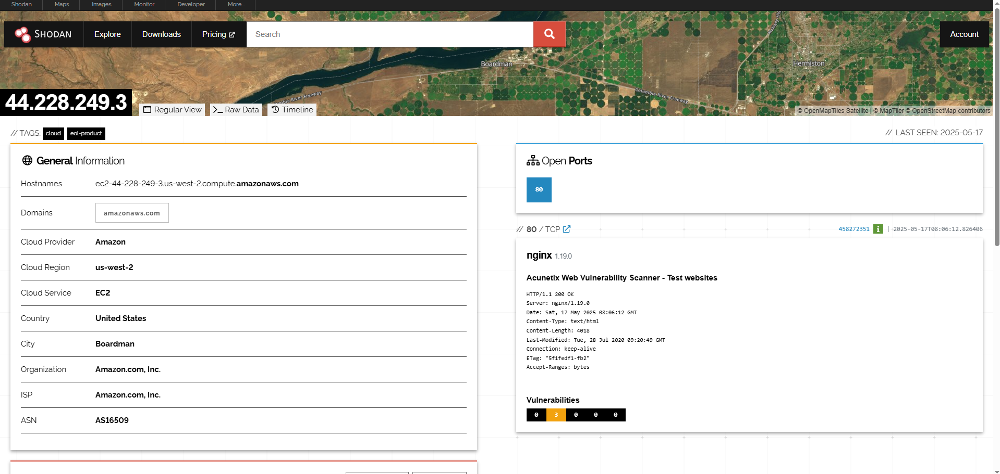 Shodan Maps Images Monitor Developer More...
SHODAN Explore Downloads Pricing Search Account
Boardman
Hermiston
Columbia River Freeway
44.228.249.3 Regular View Raw Data Timeline
© OpenMapTiles Satellite | © MapTiler © OpenStreetMap contributors
// TAGS: cloud eol-product
// LAST SEEN: 2025-05-17
General Information
Hostnames ec2-44-228-249-3.us-west-2.compute.amazonaws.com
Domains amazonaws.com
Cloud Provider Amazon
Cloud Region us-west-2
Cloud Service EC2
Country United States
City Boardman
Organization Amazon.com, Inc.
ISP Amazon.com, Inc.
ASN AS16509
Open Ports
80
// 80 / TCP 458272351 | 2025-05-17T08:06:12.826406
nginx 1.19.0
Acunetix Web Vulnerability Scanner - Test websites
HTTP/1.1 200 OK
Server: nginx/1.19.0
Date: Sat, 17 May 2025 08:06:12 GMT
Content-Type: text/html
Content-Length: 4018
Last-Modified: Tue, 28 Jul 2020 09:20:49 GMT
Connection: keep-alive
ETag: "5f1fedf1-fb2"
Accept-Ranges: bytes
Vulnerabilities
0 3 0 0 0